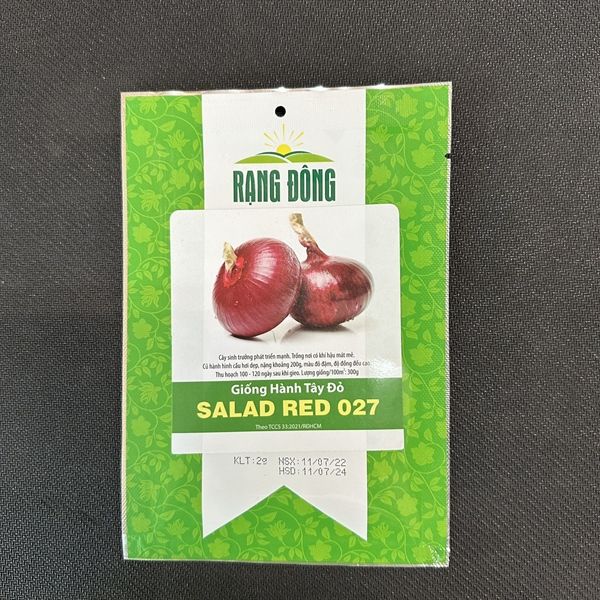 RẠNG ĐÔNG
Cây sinh trưởng phát triển mạnh. Trồng nơi có khí hậu mát mẻ.
Củ hành hình cầu hơi dẹp, nặng khoảng 200g, màu đỏ đậm, độ đồng đều cao.
Thu hoạch 100 - 120 ngày sau khi gieo. Lượng giống/100m²: 300g
Giống Hành Tây Đỏ
SALAD RED 027
Theo TCCS 33:2021/RĐHCM
KLT:2g NSX:11/07/22
HSD:11/07/24